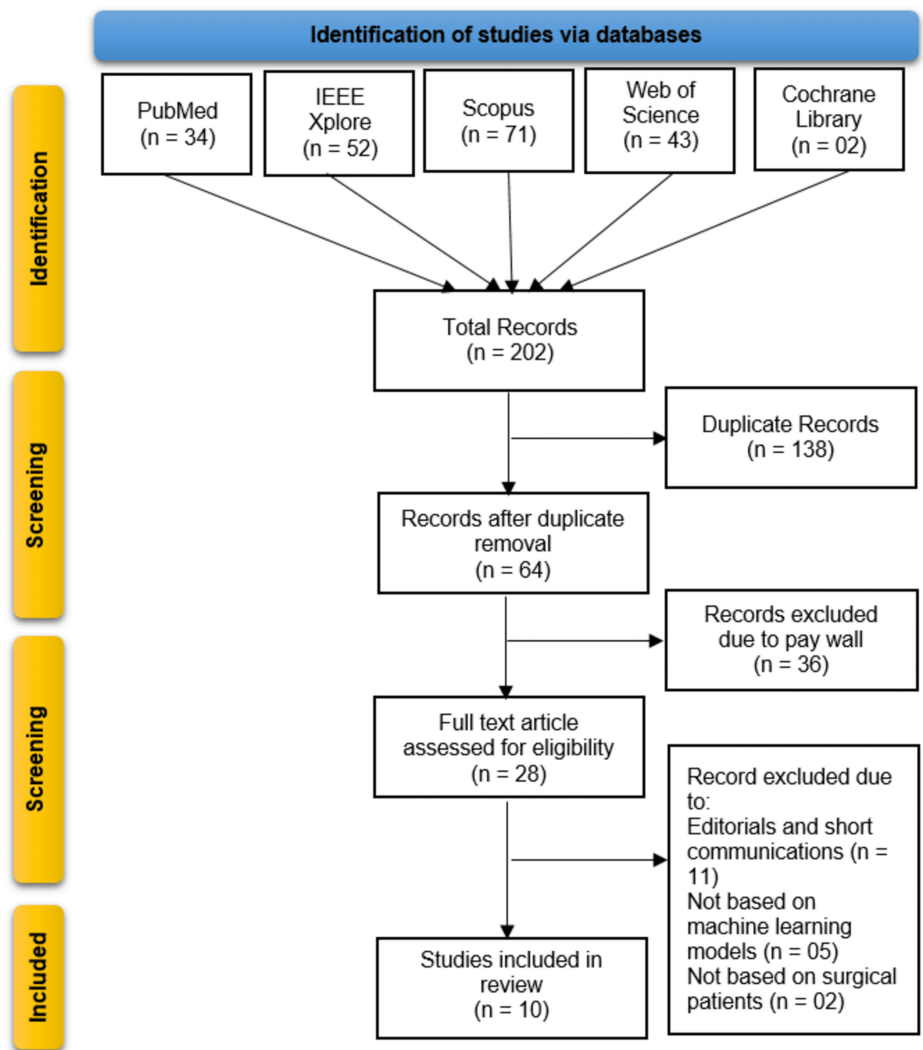 Identification of studies via databases
Identification
PubMed
(n = 34)
IEEE
Xplore
(n = 52)
Scopus
(n = 71)
Web of
Science
(n = 43)
Cochrane
Library
(n = 02)
Total Records
(n = 202)
Screening
Duplicate Records
(n = 138)
Records after duplicate
removal
(n = 64)
Records excluded
due to pay wall
(n = 36)
Screening
Full text article
assessed for eligibility
(n = 28)
Record excluded due
to:
Editorials and short
communications (n =
11)
Not based on
machine learning
models (n = 05)
Not based on surgical
patients (n = 02)
Included
Studies included in
review
(n = 10)